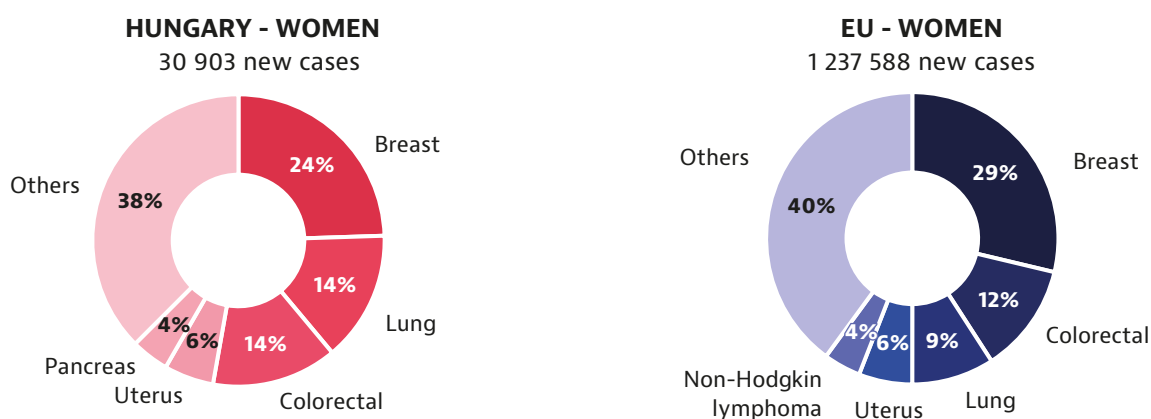 HUNGARY - WOMEN
30 903 new cases
Breast
24%
Lung
14%
Colorectal
14%
Uterus
6%
Pancreas
4%
Others
38%
EU - WOMEN
1 237 588 new cases
Breast
29%
Colorectal
12%
Lung
9%
Uterus
6%
Non-Hodgkin
lymphoma
4%
Others
40%